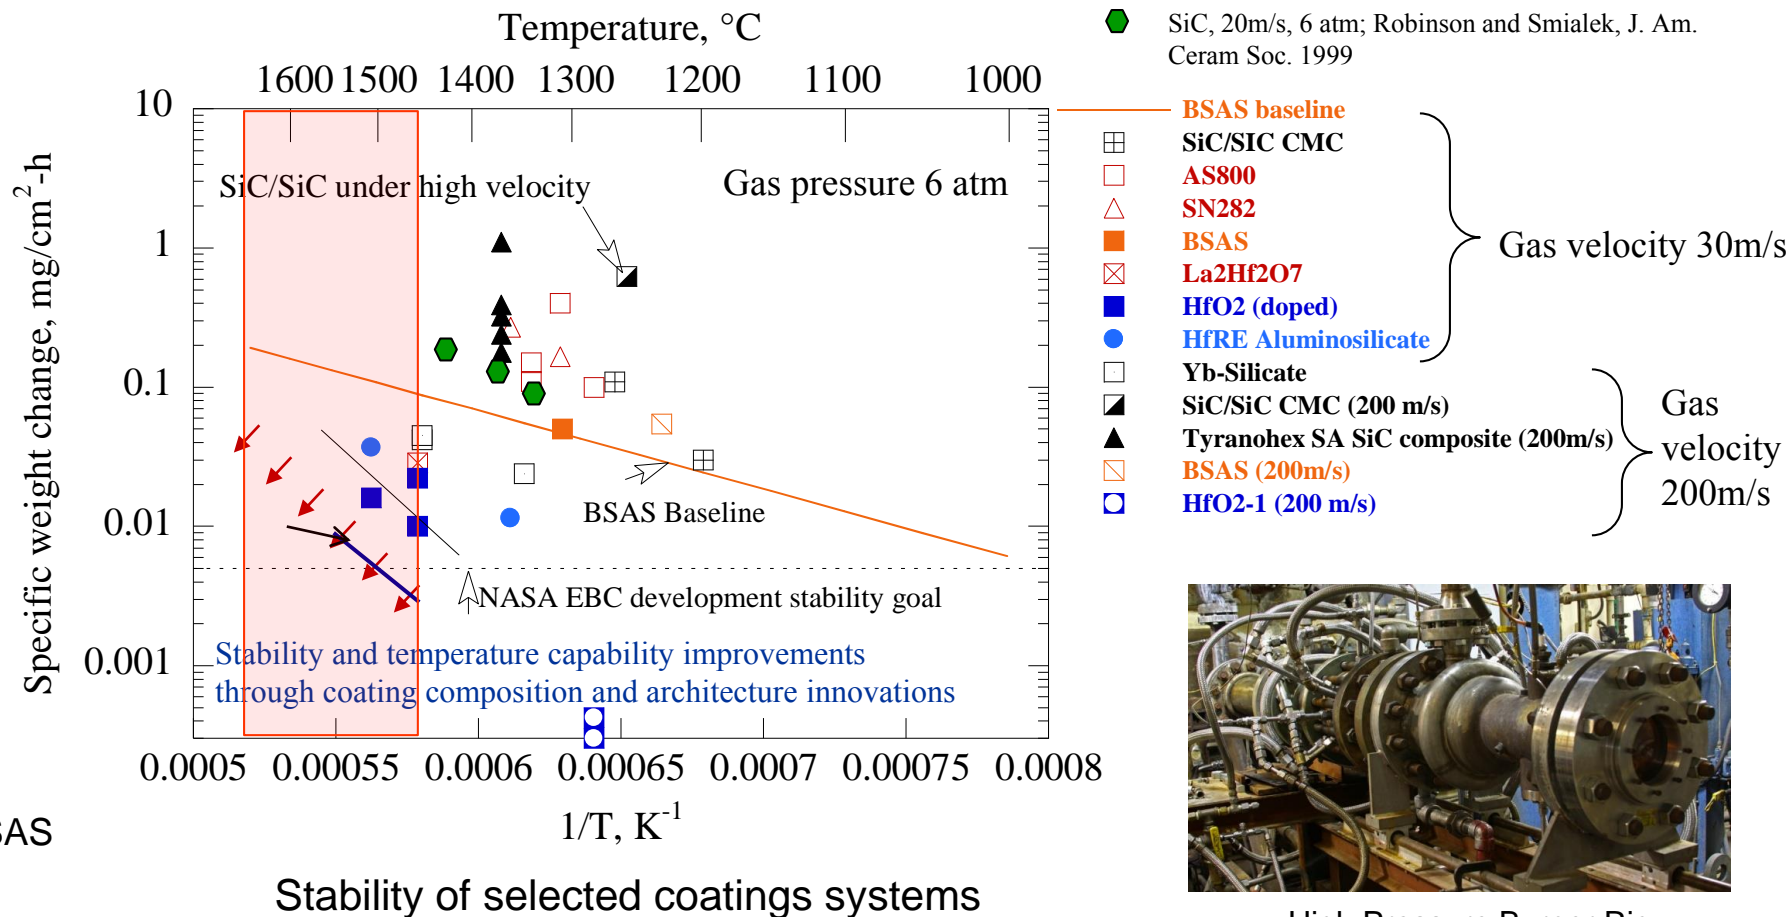 Temperature, °C
1600 1500 1400 1300 1200 1100 1000
10
1
0.1
0.01
0.001
Specific weight change, mg/cm²-h
SiC/SiC under high velocity
Gas pressure 6 atm
BSAS Baseline
NASA EBC development stability goal
Stability and temperature capability improvements
through coating composition and architecture innovations
0.0005 0.00055 0.0006 0.00065 0.0007 0.00075 0.0008
1/T, K⁻¹
SAS
Stability of selected coatings systems
SiC, 20m/s, 6 atm; Robinson and Smialek, J. Am.
Ceram Soc. 1999
BSAS baseline
SiC/SIC CMC
AS800
SN282
BSAS
La2Hf2O7
HfO2 (doped)
HfRE Aluminosilicate
Yb-Silicate
SiC/SiC CMC (200 m/s)
Tyranohex SA SiC composite (200m/s)
BSAS (200m/s)
HfO2-1 (200 m/s)
Gas velocity 30m/s
Gas
velocity
200m/s
High Pressure Burner Rig